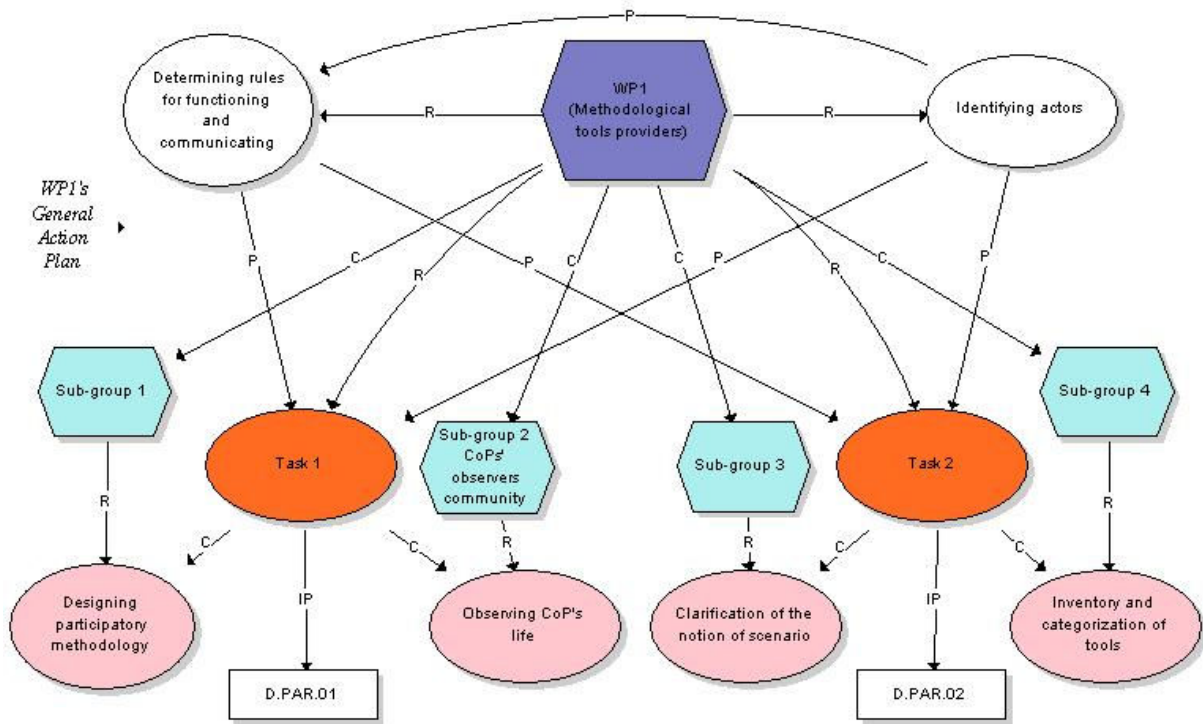 P
Determining rules
for functioning
and
communicating
WP1
(Methodological
tools providers)
Identifying actors
R
R
WP1's
General
Action
Plan
P
C
R
C
P
C
P
R
C
P
Sub-group 1
Sub-group 4
Task 1
Sub-group 2
CoPs'
observers
community
Sub-group 3
Task 2
R
C
C
R
R
C
C
R
Designing
participatory
methodology
IP
Observing CoP's
life
Clarification of the
notion of scenario
IP
Inventory and
categorization of
tools
D.PAR.01
D.PAR.02